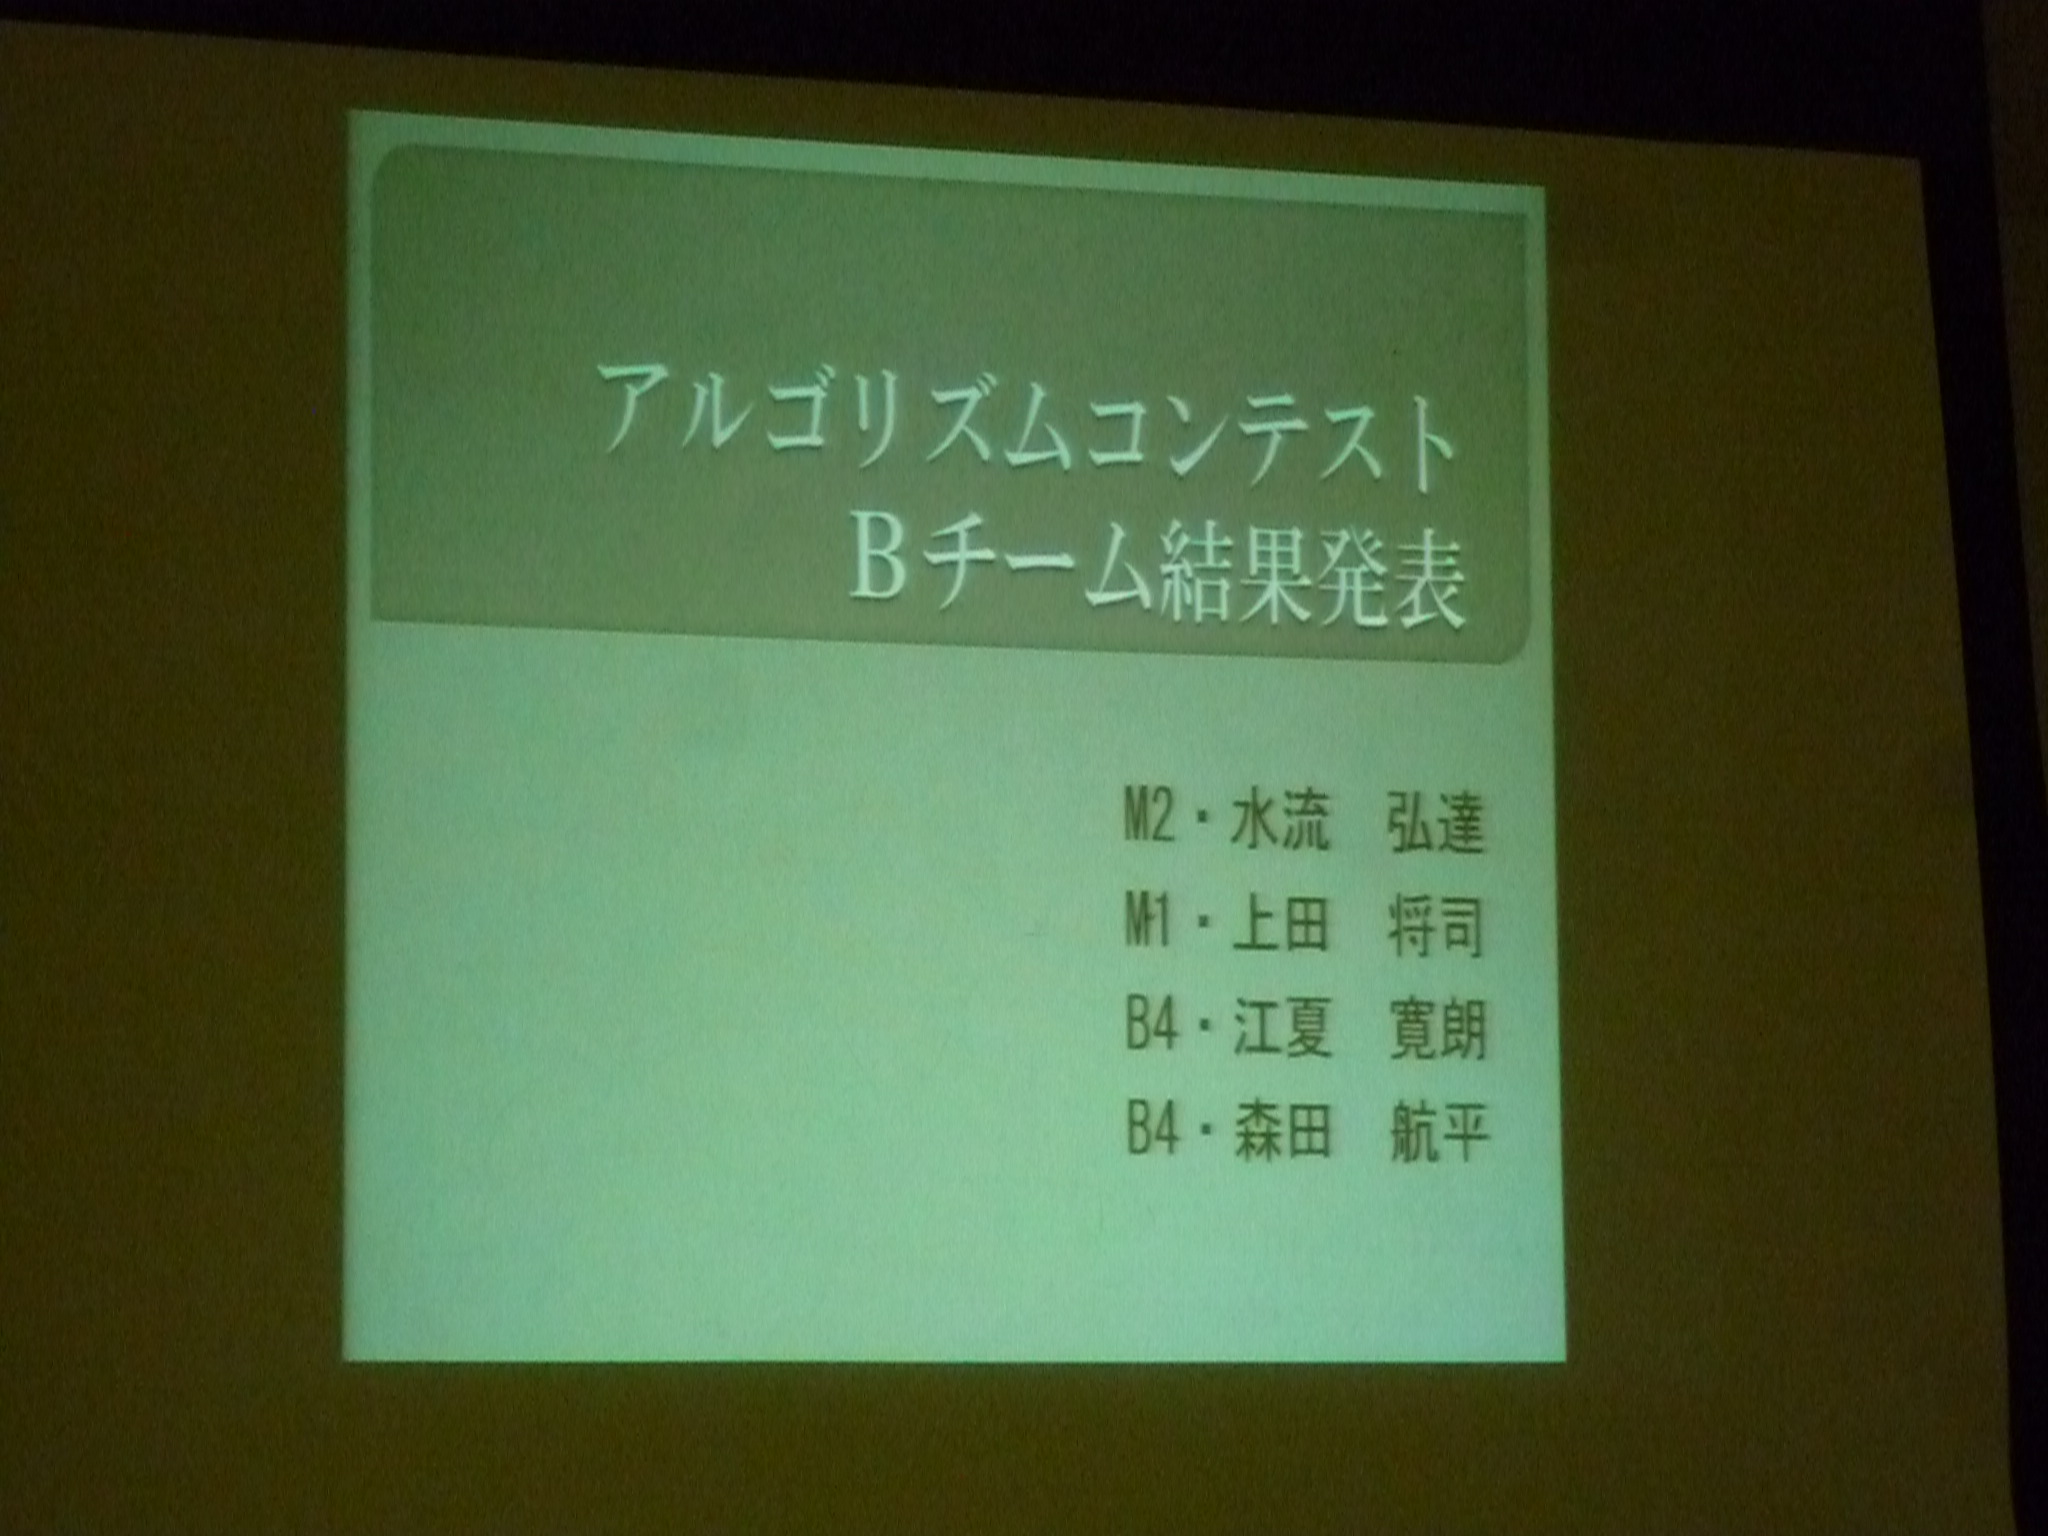 アルゴリズムコンテスト
Bチーム結果発表
M2・水流　弘達
M1・上田　将司
B4・江夏　寛朗
B4・森田　航平